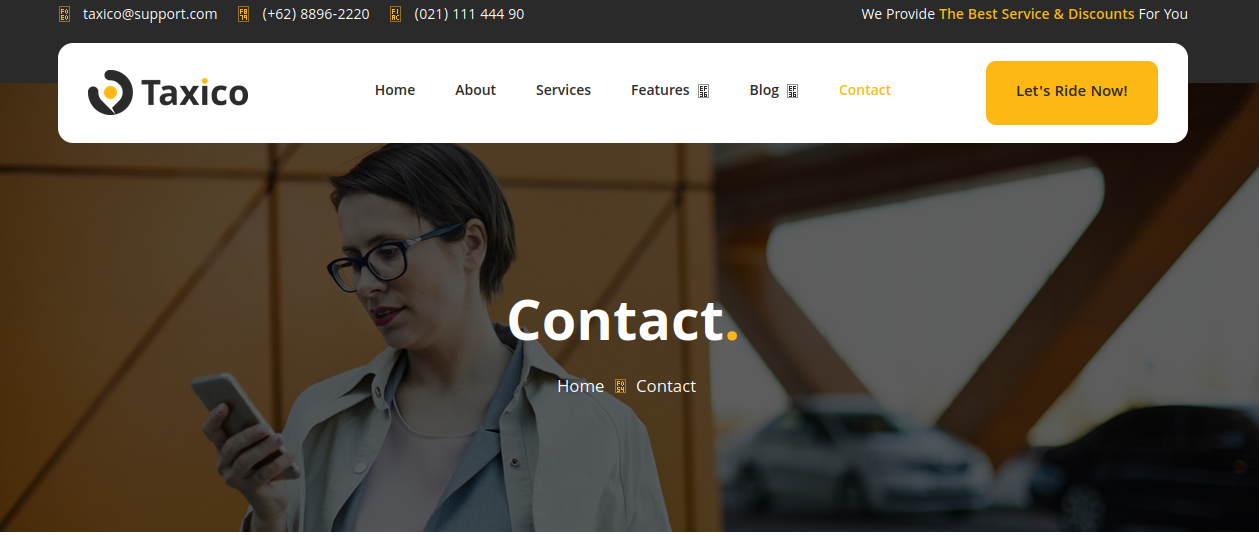 taxico@support.com (+62) 8896-2220 (021) 111 444 90 We Provide The Best Service & Discounts For You
Taxico Home About Services Features Blog Contact Let's Ride Now!
Contact.
Home Contact